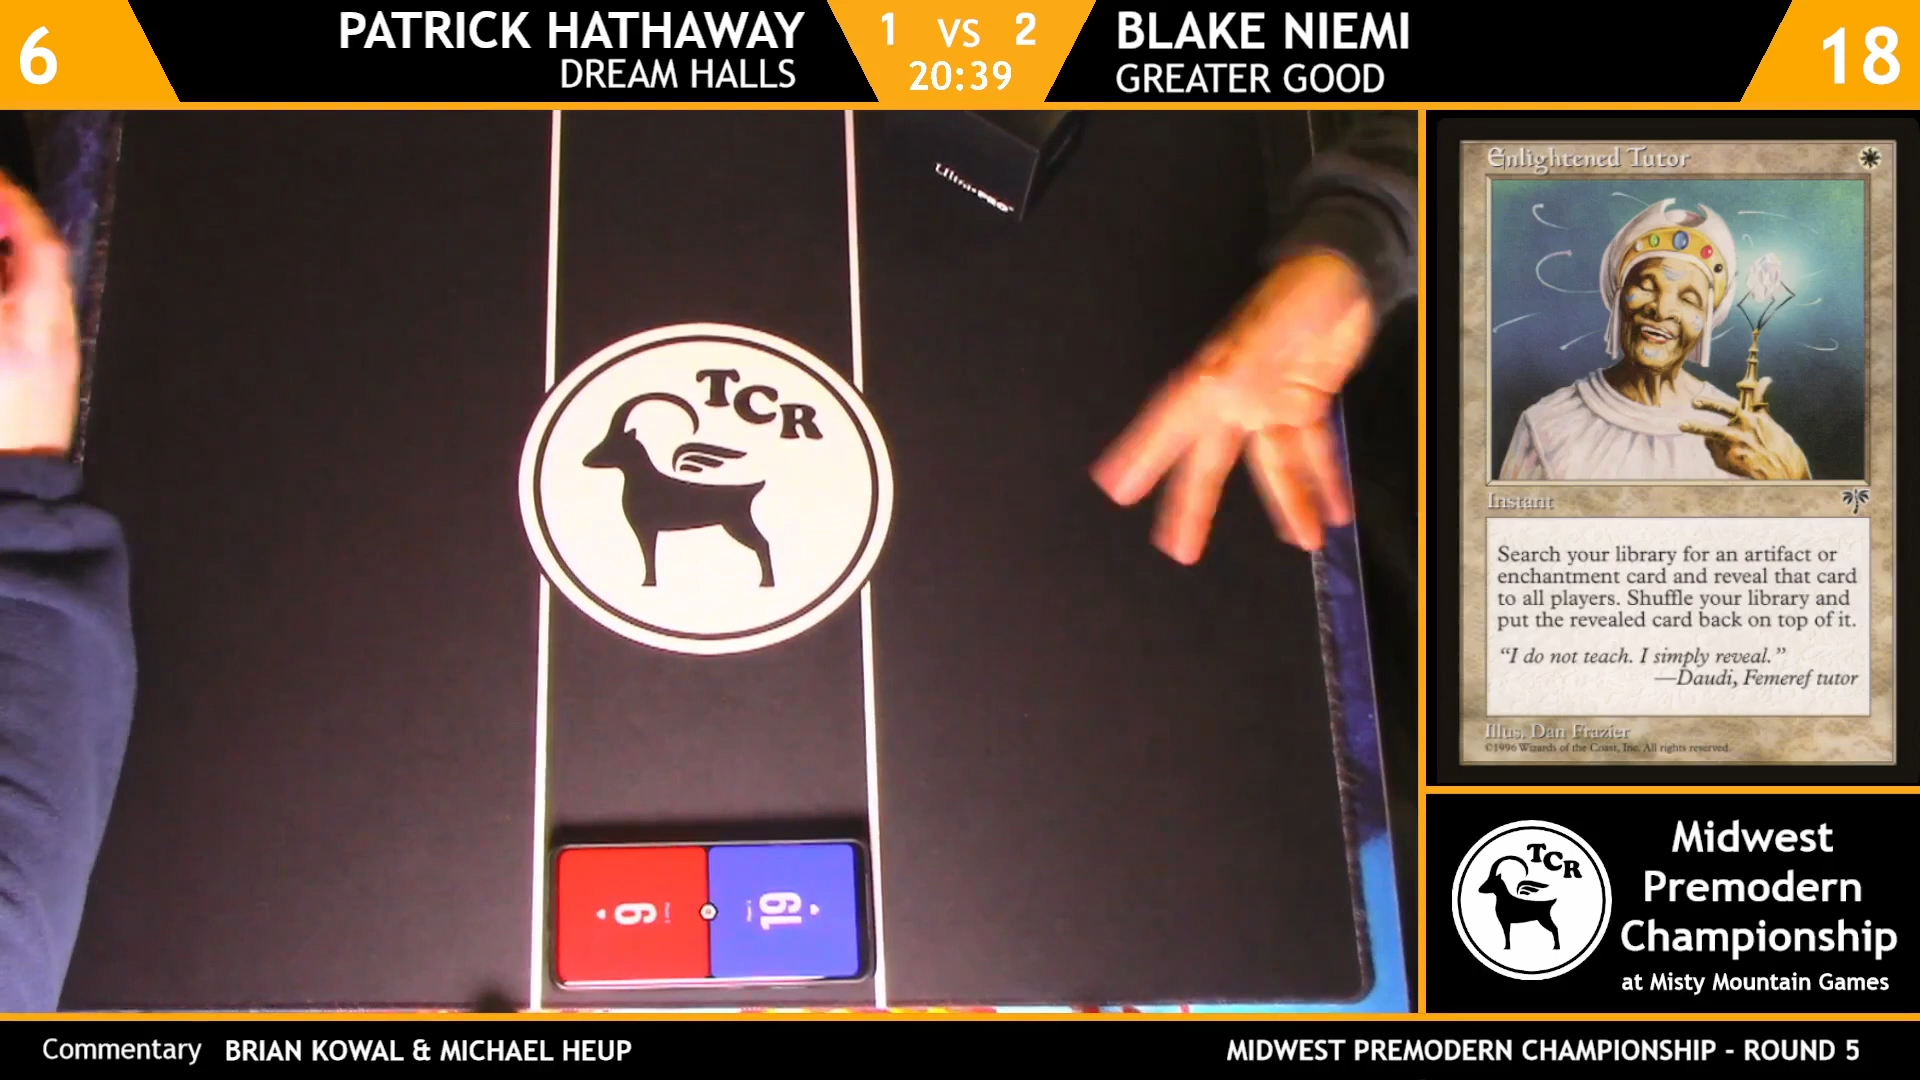 6
PATRICK HATHAWAY
DREAM HALLS
1 VS 2
20:39
BLAKE NIEMI
GREATER GOOD
18
Ultra•PRO
TCR
9
19
Enlightened Tutor
Instant
Search your library for an artifact or
enchantment card and reveal that card
to all players. Shuffle your library and
put the revealed card back on top of it.
“I do not teach. I simply reveal.”
—Daudi, Femeref tutor
Illus. Dan Frazier
©1996 Wizards of the Coast, Inc. All rights reserved.
TCR
Midwest
Premodern
Championship
at Misty Mountain Games
Commentary BRIAN KOWAL & MICHAEL HEUP
MIDWEST PREMODERN CHAMPIONSHIP - ROUND 5